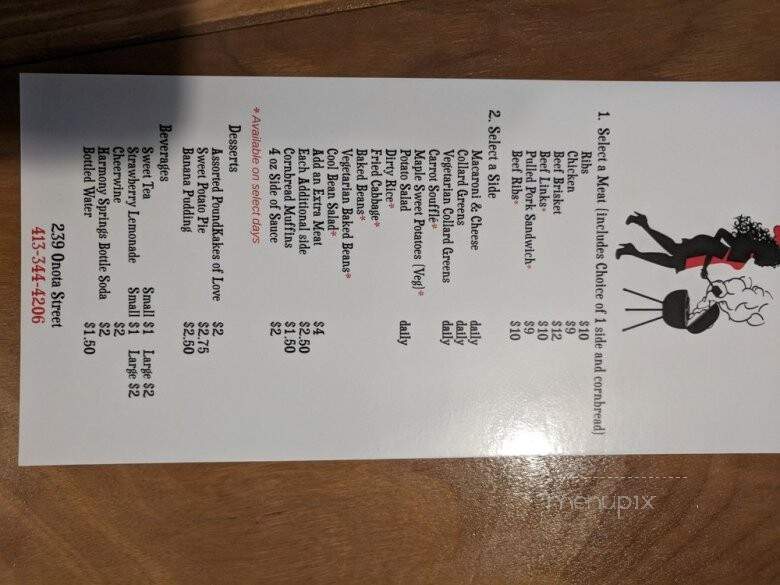 1. Select a Meat (includes Choice of 1 side and cornbread)
Ribs $10
Chicken $9
Beef Brisket $12
Beef Links* $10
Pulled Pork Sandwich* $9
Beef Ribs* $10
2. Select a Side
Macaroni & Cheese daily
Collard Greens daily
Vegetarian Collard Greens daily
Carrot Soufflé*
Maple Sweet Potatoes (Veg)*
Potato Salad daily
Dirty Rice*
Fried Cabbage*
Baked Beans*
Vegetarian Baked Beans*
Cool Bean Salad*
Add an Extra Meat $4
Each Additional side $2.50
Cornbread Muffins $1.50
4 oz Side of Sauce $2
* Available on select days
Desserts
Assorted PoundKakes of Love $2
Sweet Potato Pie $2.75
Banana Pudding $2.50
Beverages
Sweet Tea Small $1 Large $2
Strawberry Lemonade Small $1 Large $2
Cheerwine $2
Harmony Springs Bottle Soda $2
Bottled Water $1.50
239 Onota Street
413-344-4206
menupix